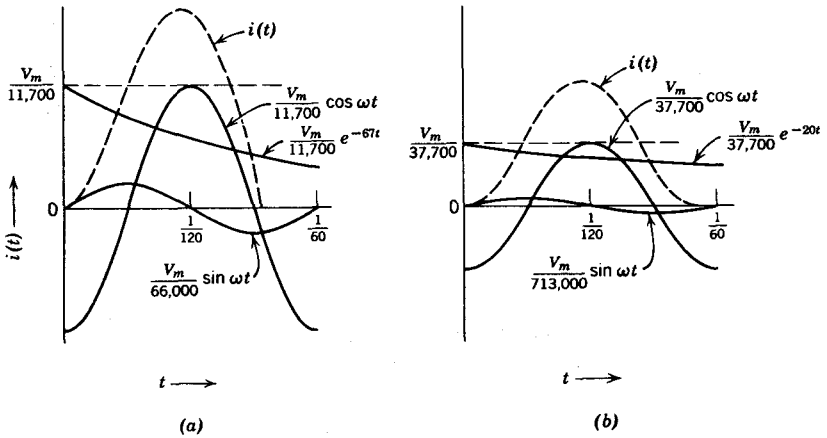 i(t)
V_m/11,700
V_m/11,700 cos ωt
V_m/11,700 e^{-67t}
0
1/120
1/60
V_m/66,000 sin ωt
i(t)
t
(a)
i(t)
V_m/37,700 cos ωt
V_m/37,700
V_m/37,700 e^{-20t}
0
1/120
1/60
V_m/713,000 sin ωt
t
(b)